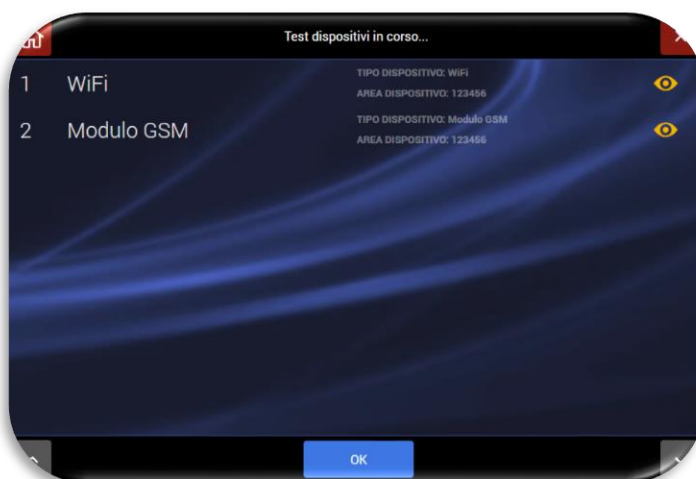 Test dispositivi in corso...
1 WiFi
TIPO DISPOSITIVO: WiFi
AREA DISPOSITIVO: 123456
2 Modulo GSM
TIPO DISPOSITIVO: Modulo GSM
AREA DISPOSITIVO: 123456
OK